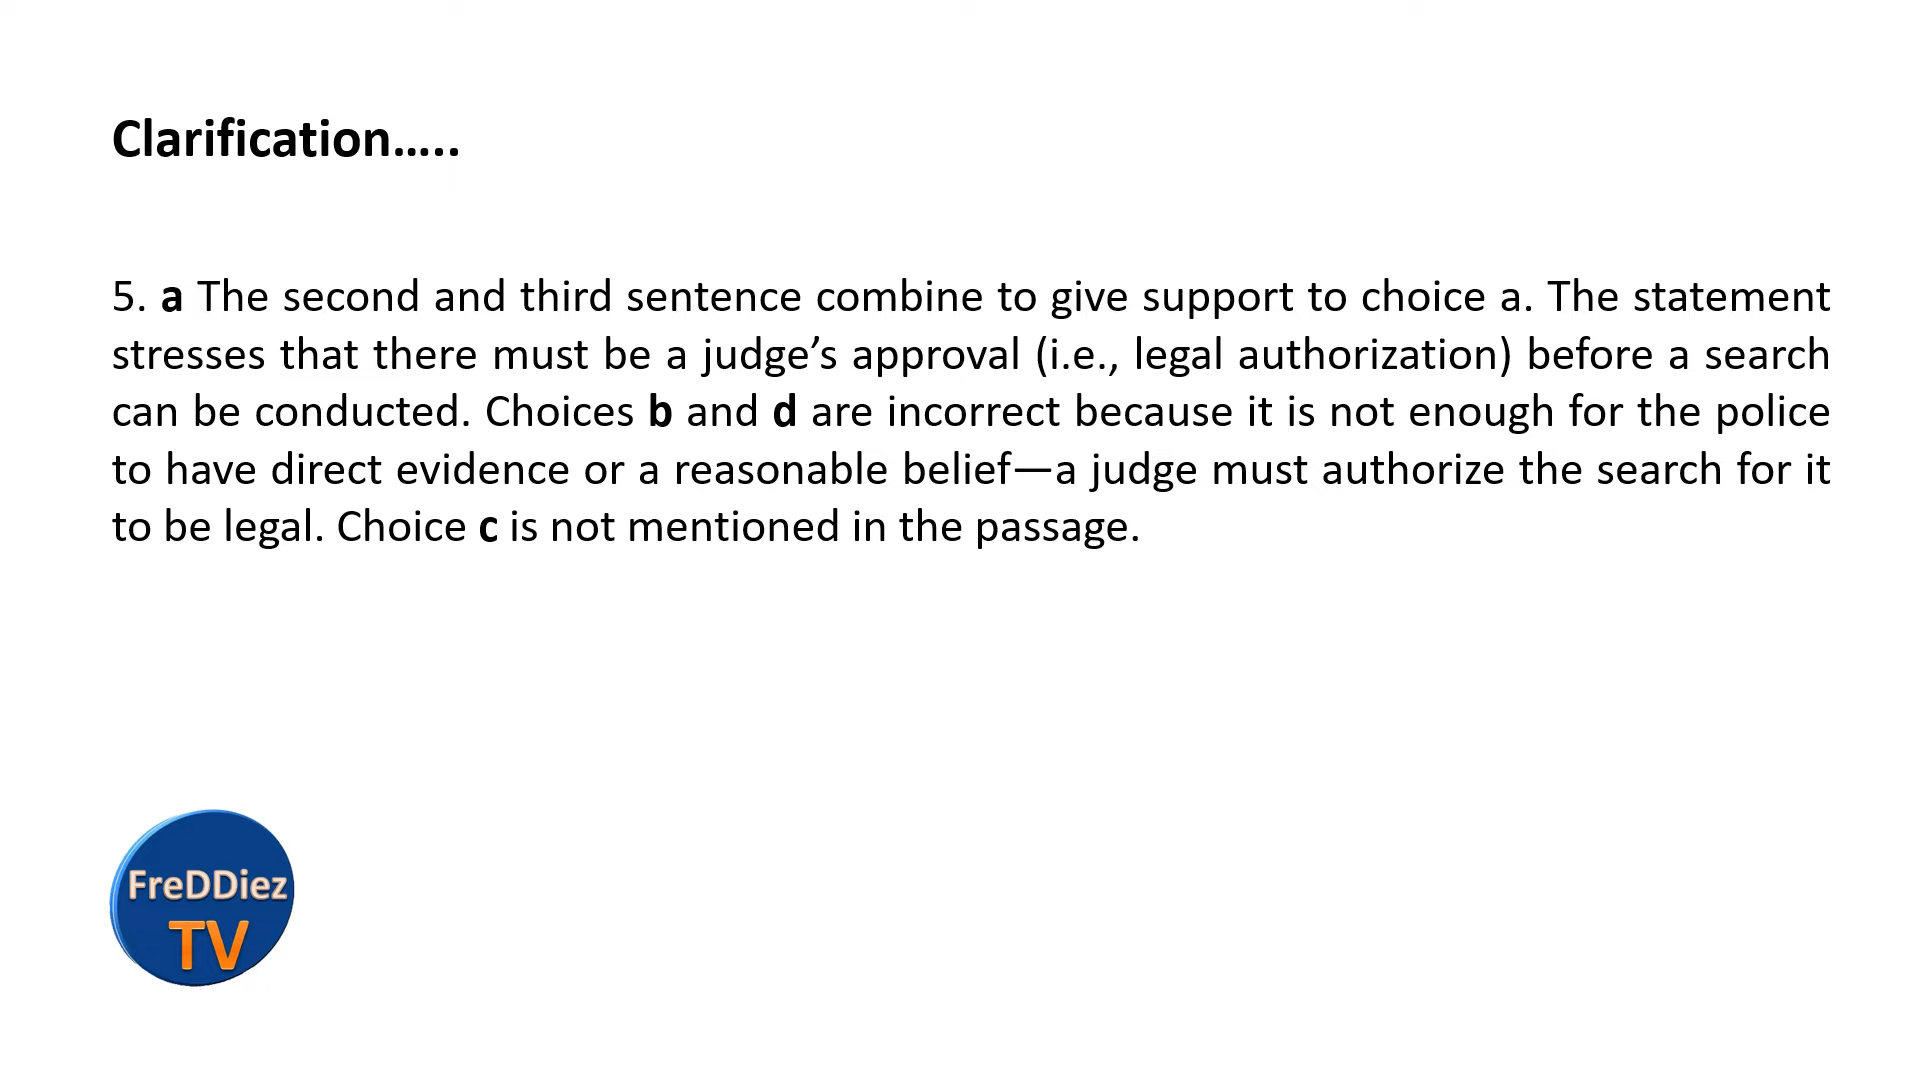 Clarification.....
5. a The second and third sentence combine to give support to choice a. The statement
stresses that there must be a judge’s approval (i.e., legal authorization) before a search
can be conducted. Choices b and d are incorrect because it is not enough for the police
to have direct evidence or a reasonable belief—a judge must authorize the search for it
to be legal. Choice c is not mentioned in the passage.
FreDDiez
TV